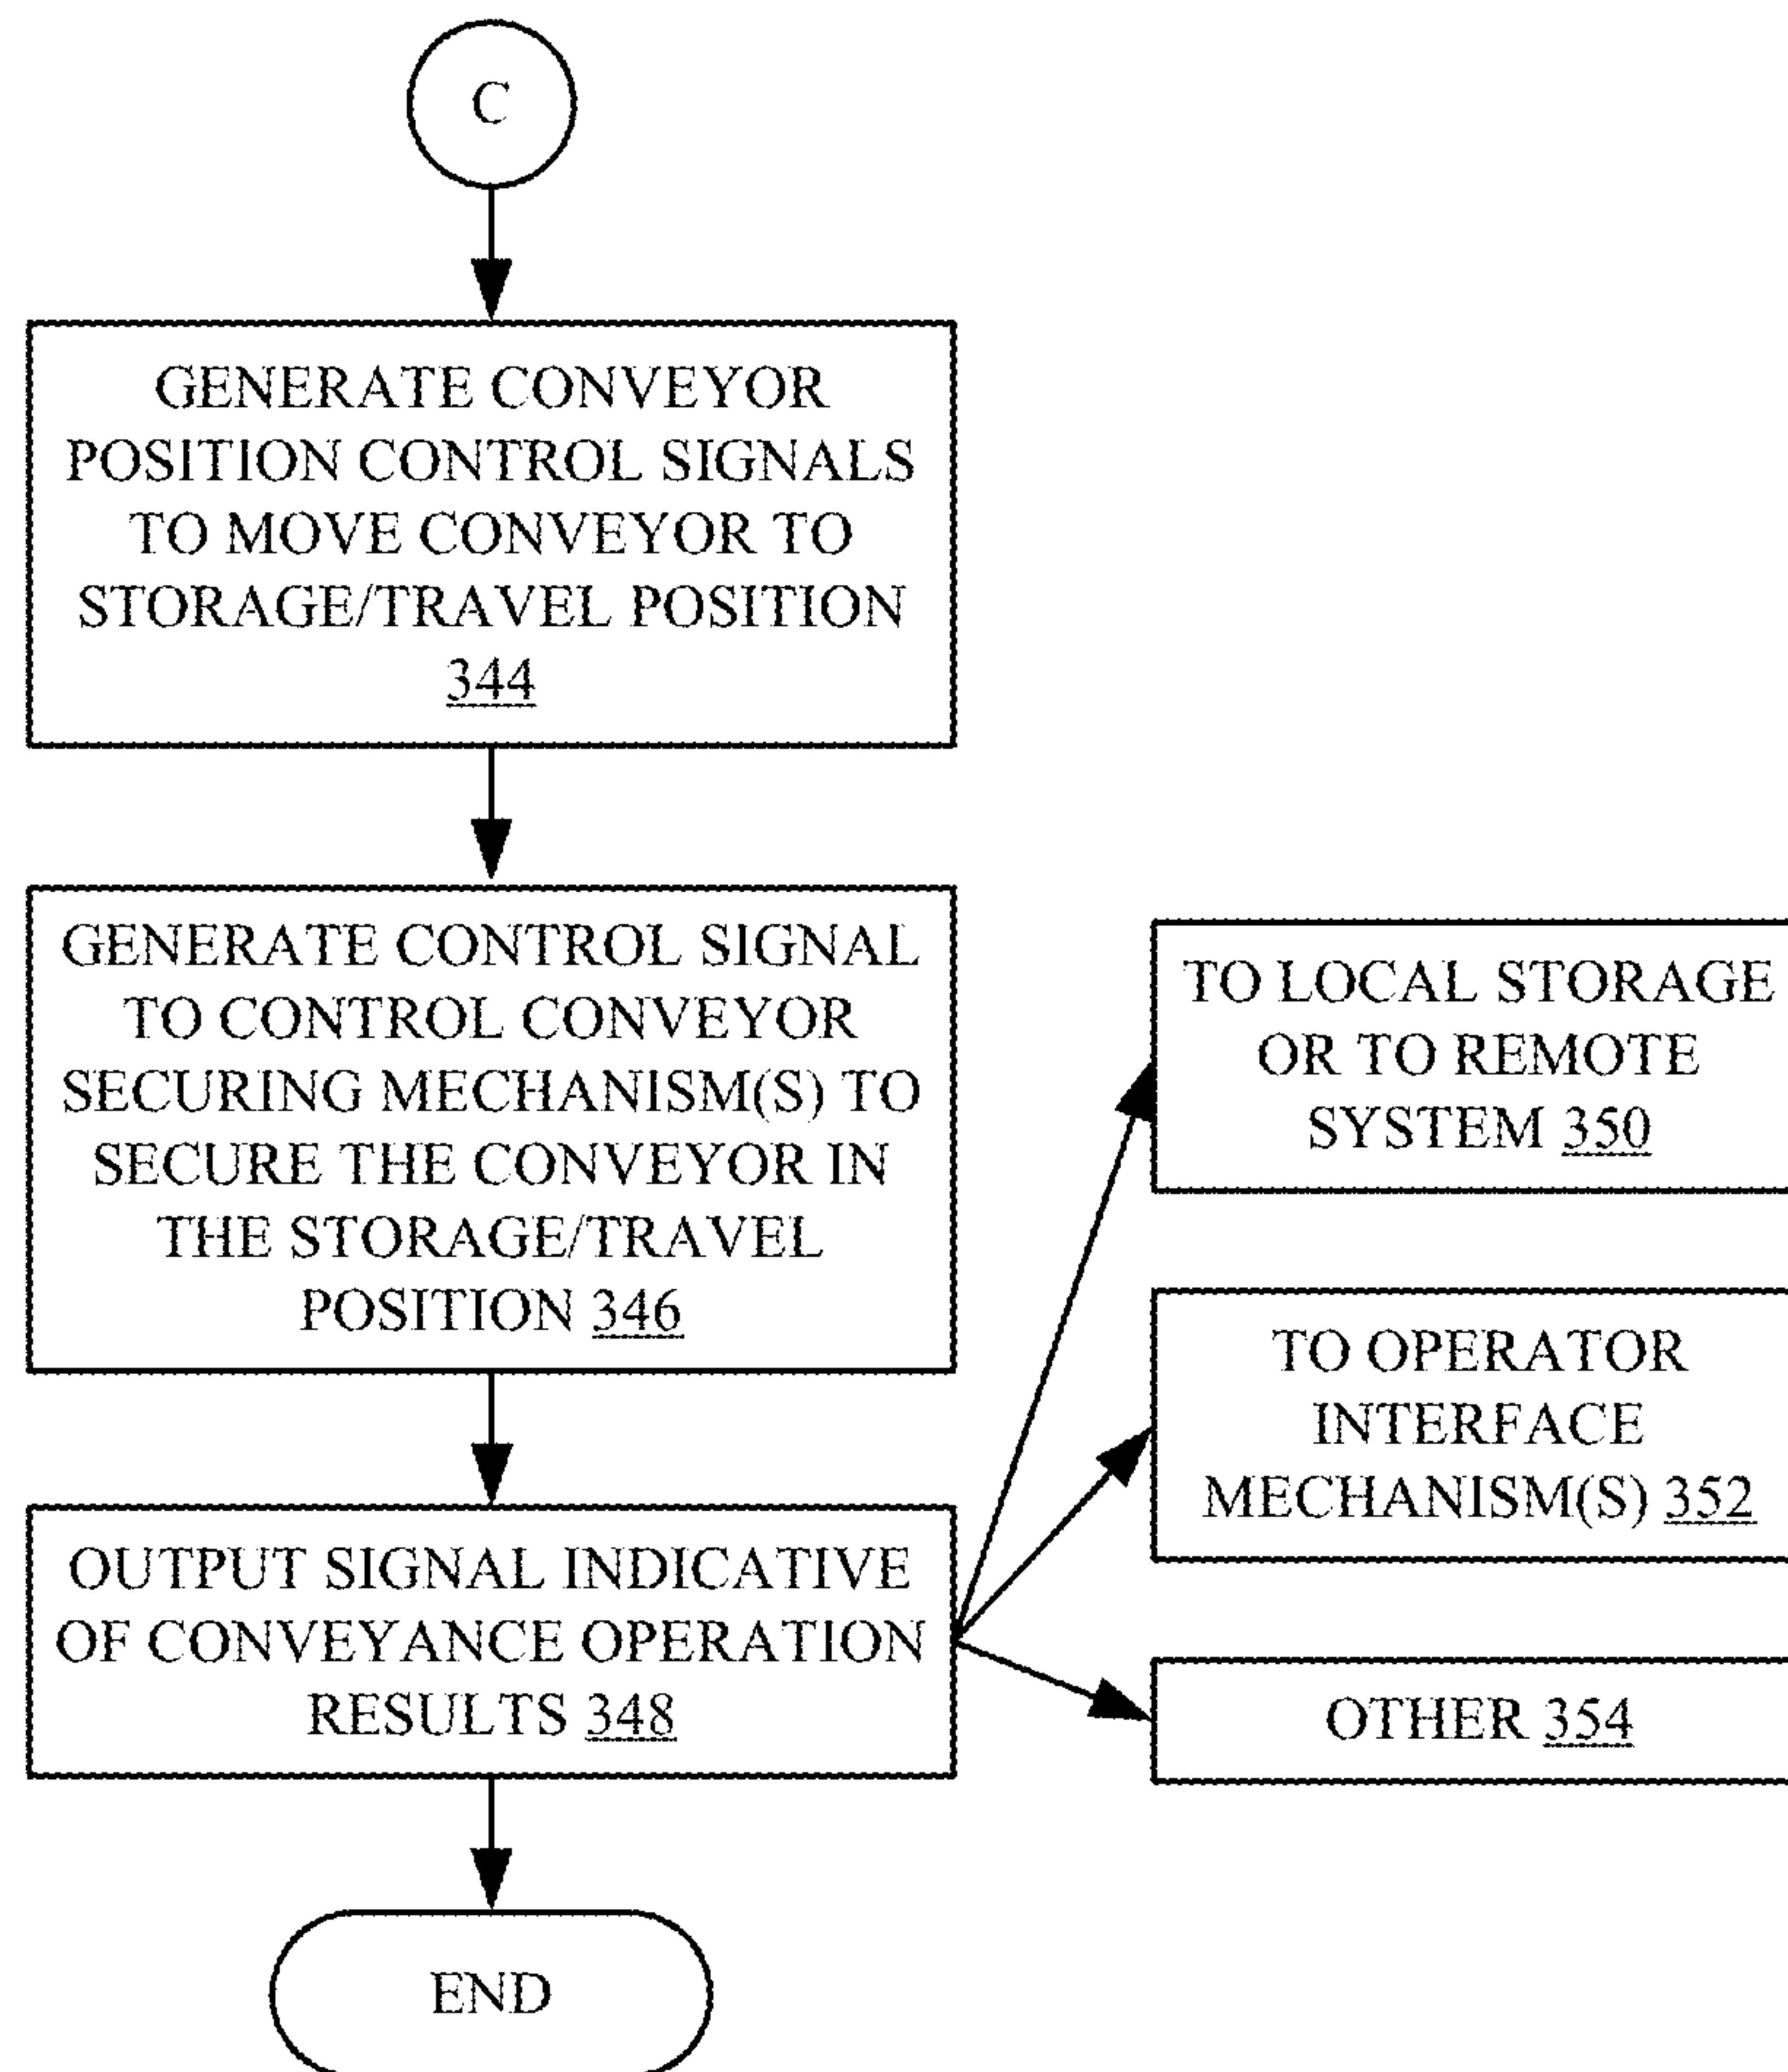 C
GENERATE CONVEYOR
POSITION CONTROL SIGNALS
TO MOVE CONVEYOR TO
STORAGE/TRAVEL POSITION
344
GENERATE CONTROL SIGNAL
TO CONTROL CONVEYOR
SECURING MECHANISM(S) TO
SECURE THE CONVEYOR IN
THE STORAGE/TRAVEL
POSITION 346
OUTPUT SIGNAL INDICATIVE
OF CONVEYANCE OPERATION
RESULTS 348
TO LOCAL STORAGE
OR TO REMOTE
SYSTEM 350
TO OPERATOR
INTERFACE
MECHANISM(S) 352
OTHER 354
END